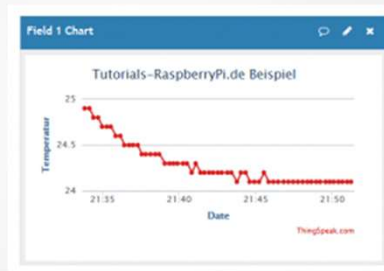 Field 1 Chart
Tutorials-RaspberryPi.de Beispiel
25
24.5
24
Temperatur
21:35
21:40
21:45
21:50
Date
ThingSpeak.com